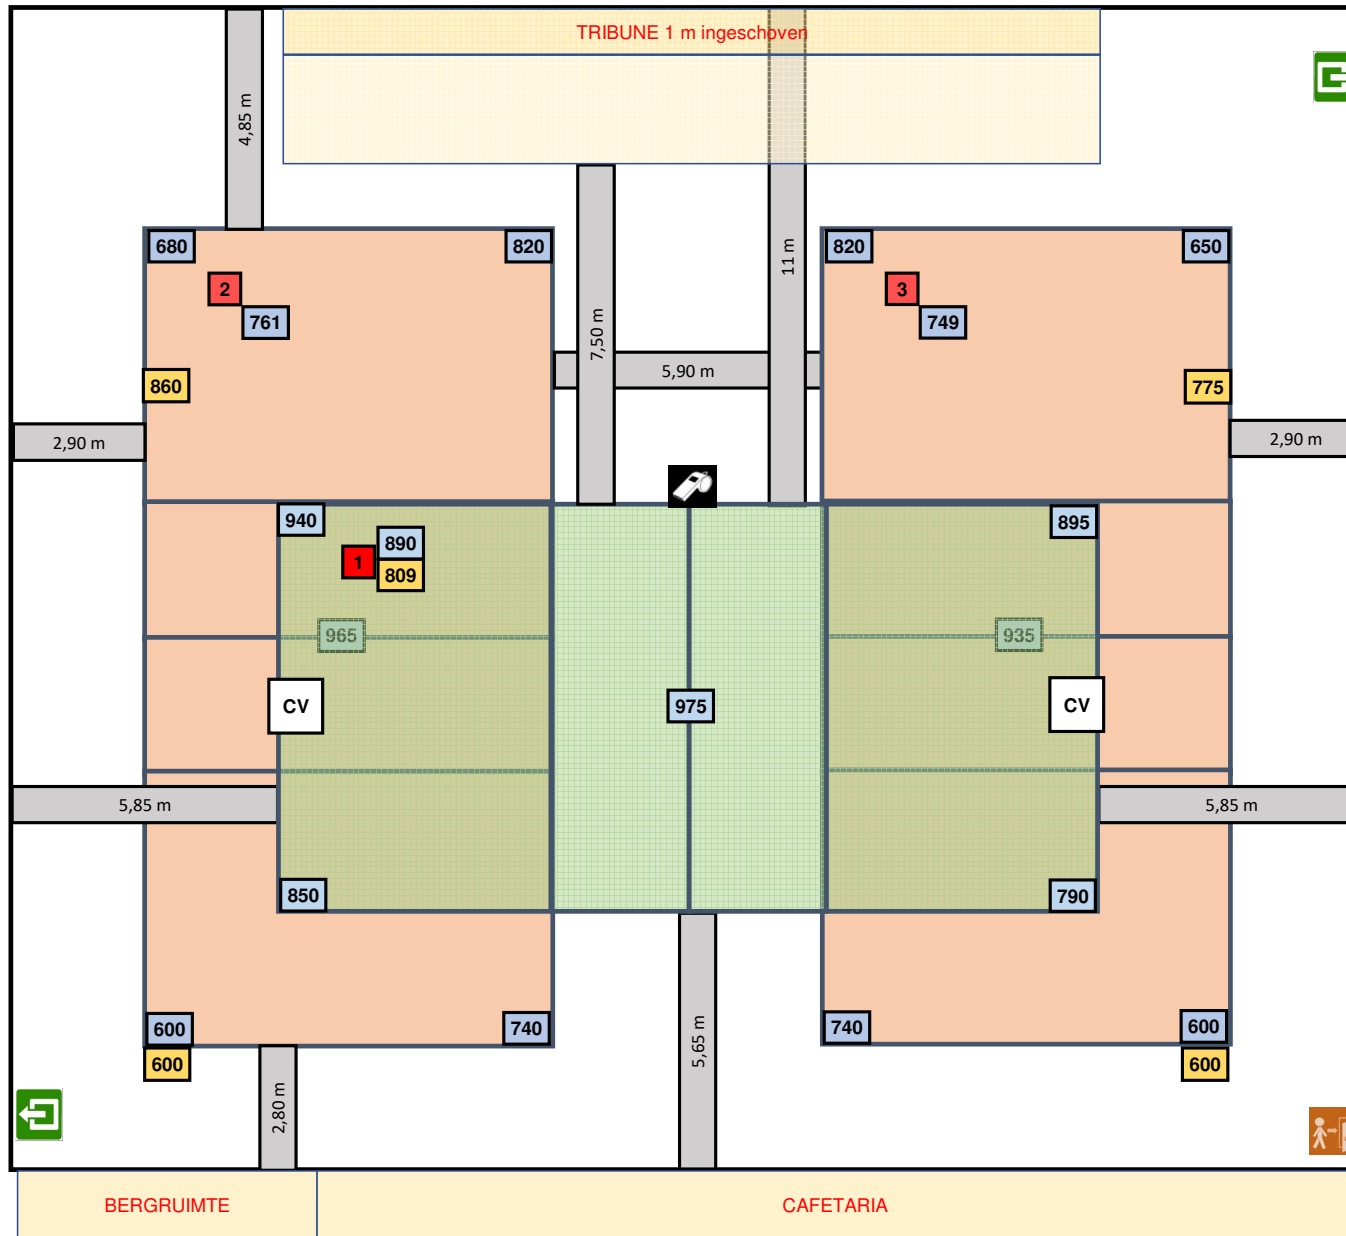 TRIBUNE 1 m ingeschoven
4,85 m
11 m
680
820
820
650
2
761
3
749
7,50 m
5,90 m
860
775
2,90 m
2,90 m
940
890
895
1
809
965
935
CV
975
CV
5,85 m
5,85 m
850
790
600
740
740
600
600
600
5,65 m
2,80 m
BERGRUIMTE
CAFETARIA